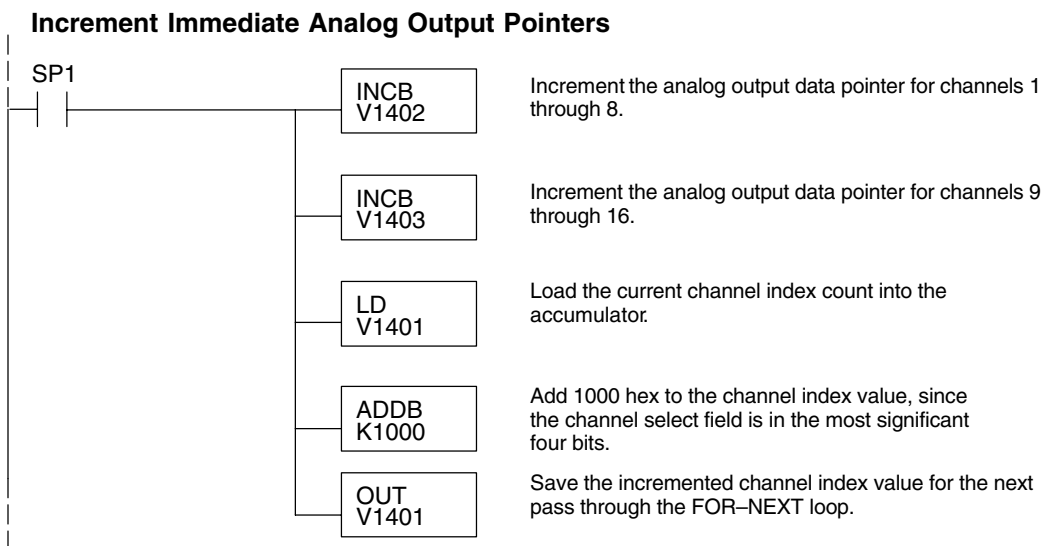 Increment Immediate Analog Output Pointers
SP1
INCB
V1402
Increment the analog output data pointer for channels 1
through 8.
INCB
V1403
Increment the analog output data pointer for channels 9
through 16.
LD
V1401
Load the current channel index count into the
accumulator.
ADDB
K1000
Add 1000 hex to the channel index value, since
the channel select field is in the most significant
four bits.
OUT
V1401
Save the incremented channel index value for the next
pass through the FOR–NEXT loop.